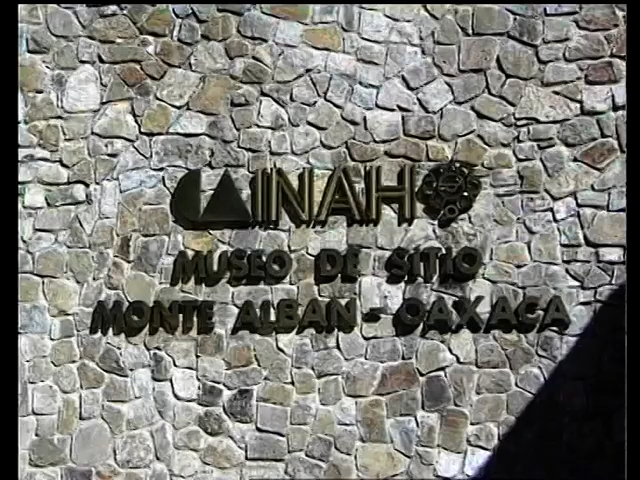 INAH
MUSEO DE SITIO
MONTE ALBAN - OAXACA